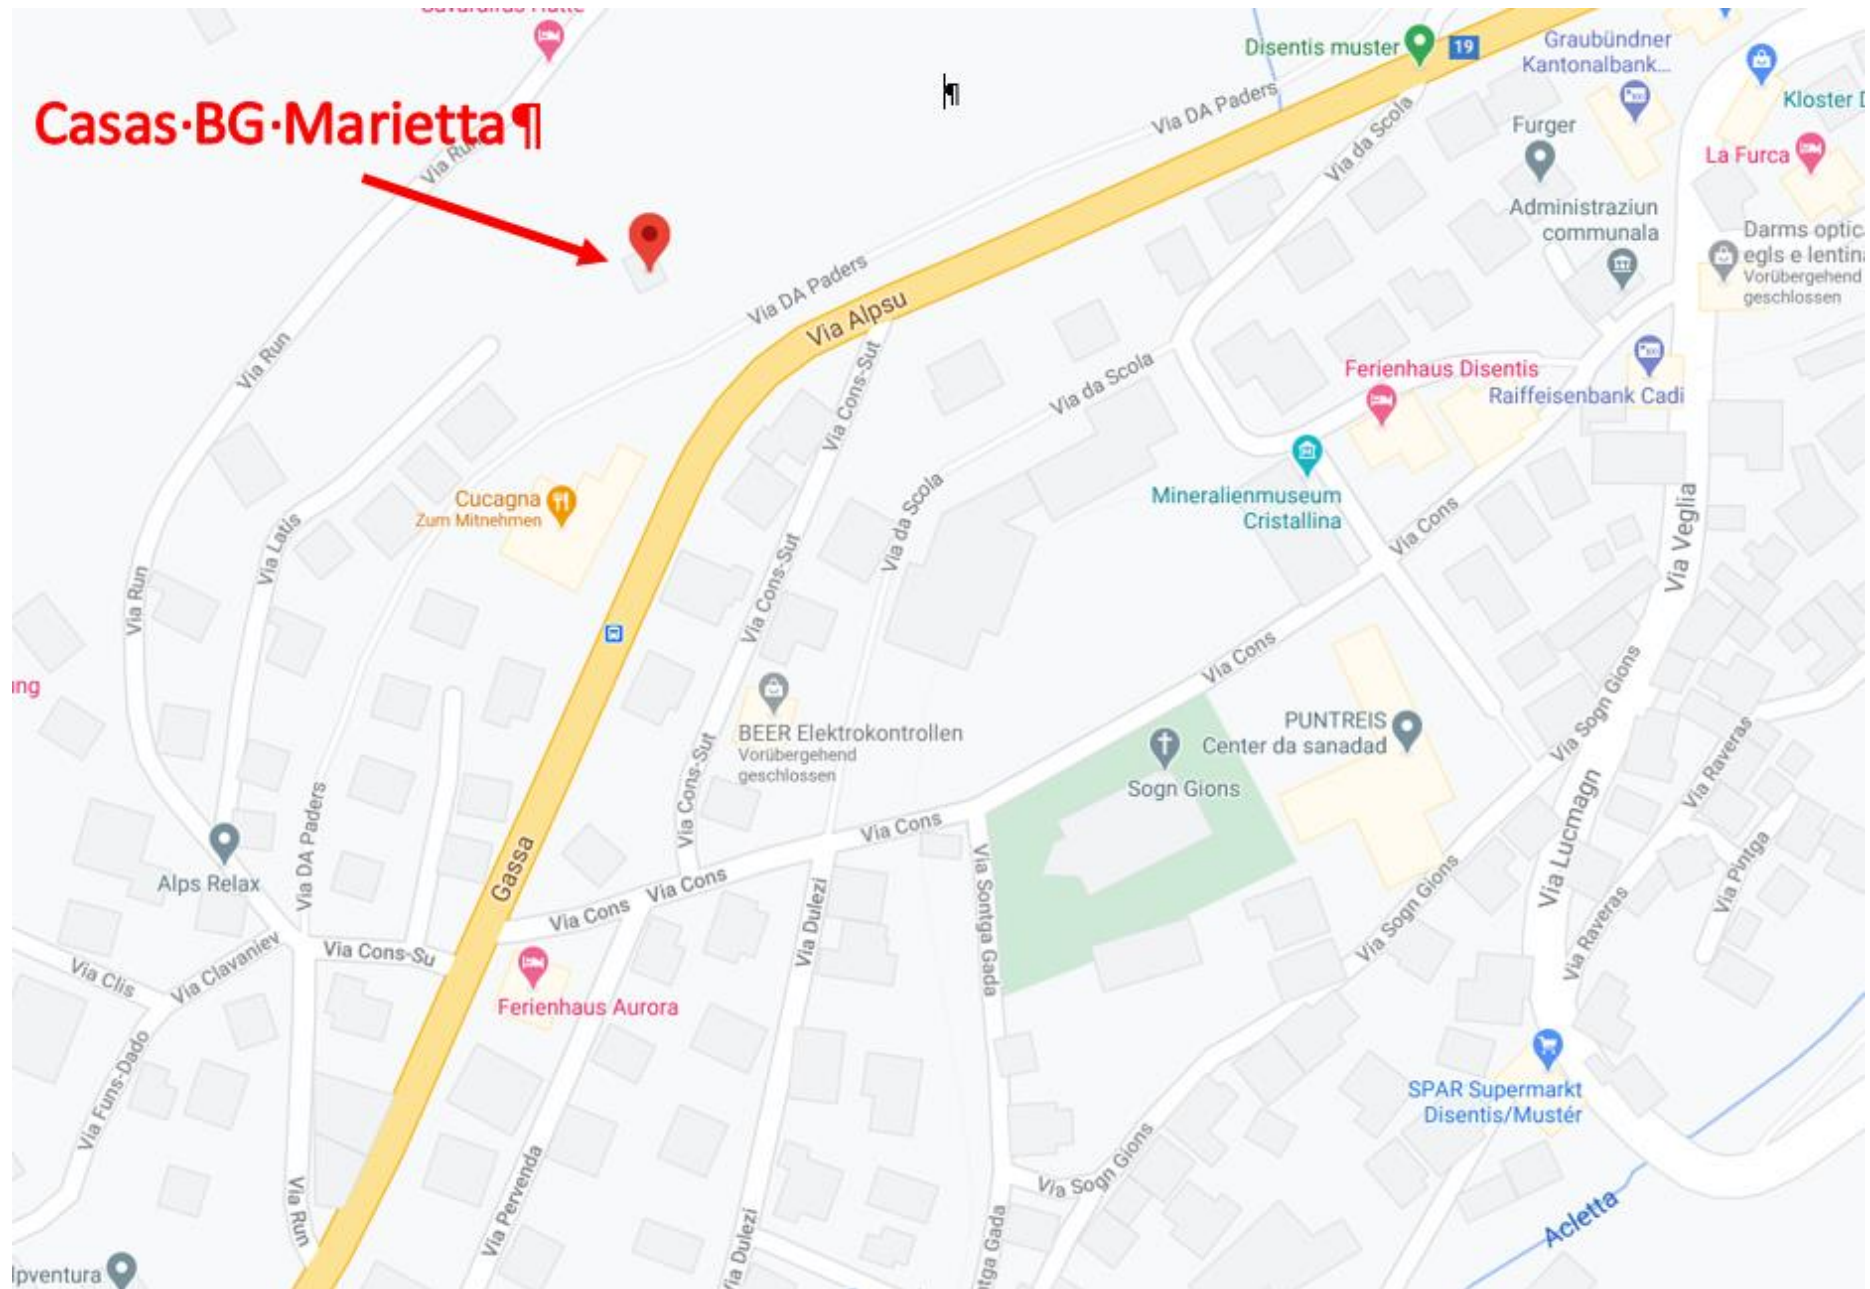 Disentis muster
19
Graubündner
Kantonalbank...
Casas·BG·Marietta¶
¶
Via DA Paders
Via da Scola
Furger
La Furca
Via Run
Administraziun
communala
Darms optic
egls e lentina
Vorübergehend
geschlossen
Via DA Paders
Via Alpsu
Via Run
Via Cons-Sut
Via da Scola
Ferienhaus Disentis
Raiffeisenbank Cadi
Cucagna
Zum Mitnehmen
Via Latis
Via da Scola
Mineralienmuseum
Cristallina
Via Cons
Via Veglia
Via Run
Via Cons-Sut
Via Cons
BEER Elektrokontrollen
Vorübergehend
geschlossen
Via Cons-Sut
PUNTREIS
Center da sanadad
Sogn Gions
Via Sogn Gions
Via Raveras
Via DA Paders
Alps Relax
Gassa
Via Cons
Via Cons
Via Cons
Via Dulezi
Via Sontga Gada
Via Sogn Gions
Via Lucmagn
Via Raveras
Via Pintga
Via Clis
Via Clavaniev
Via Cons-Su
Ferienhaus Aurora
Via Funs-Dado
SPAR Supermarkt
Disentis/Mustér
Via Run
Via Pervenda
Via Dulezi
Via Sogn Gions
Acletta